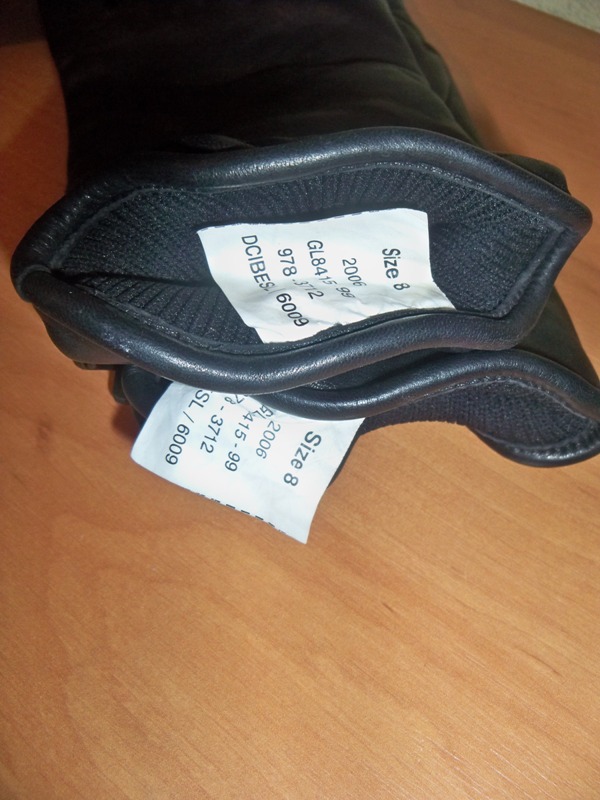 Size 8
2006
GL8415-99
978 3712
DCIBES 6009
Size 8
2006
415-99
- 3712
SL / 6009